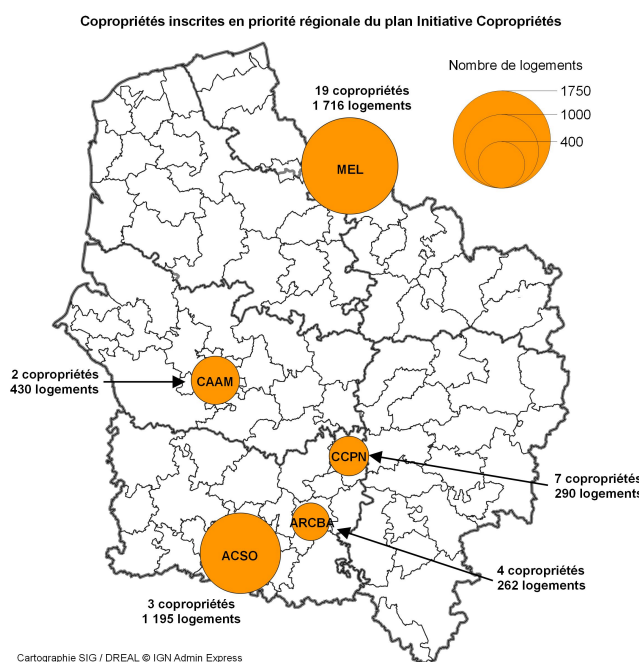 Copropriétés inscrites en priorité régionale du plan Initiative Copropriétés
Nombre de logements
1750
1000
400
19 copropriétés
1 716 logements
MEL
2 copropriétés
430 logements
CAAM
CCPN
7 copropriétés
290 logements
ARCBA
4 copropriétés
262 logements
ACSO
3 copropriétés
1 195 logements
Cartographie SIG / DREAL © IGN Admin Express